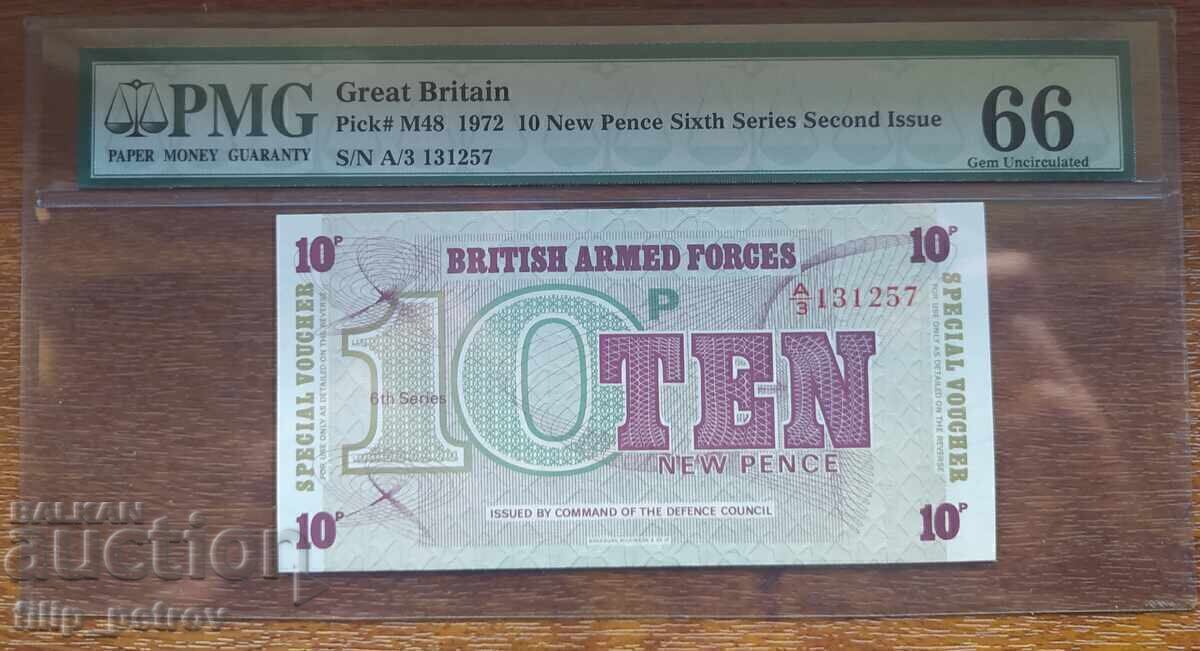 PMG
PAPER MONEY GUARANTY
Great Britain
Pick# M48 1972 10 New Pence Sixth Series Second Issue
S/N A/3 131257
66
Gem Uncirculated
10P
BRITISH ARMED FORCES
10P
A/3 131257
10P
TEN
NEW PENCE
6th Series
SPECIAL VOUCHER
FOR USE ONLY AS DETAILED ON THE REVERSE
SPECIAL VOUCHER
FOR USE ONLY AS DETAILED ON THE REVERSE
ISSUED BY COMMAND OF THE DEFENCE COUNCIL
10P
10P
BALKAN
auction
filip_petrov